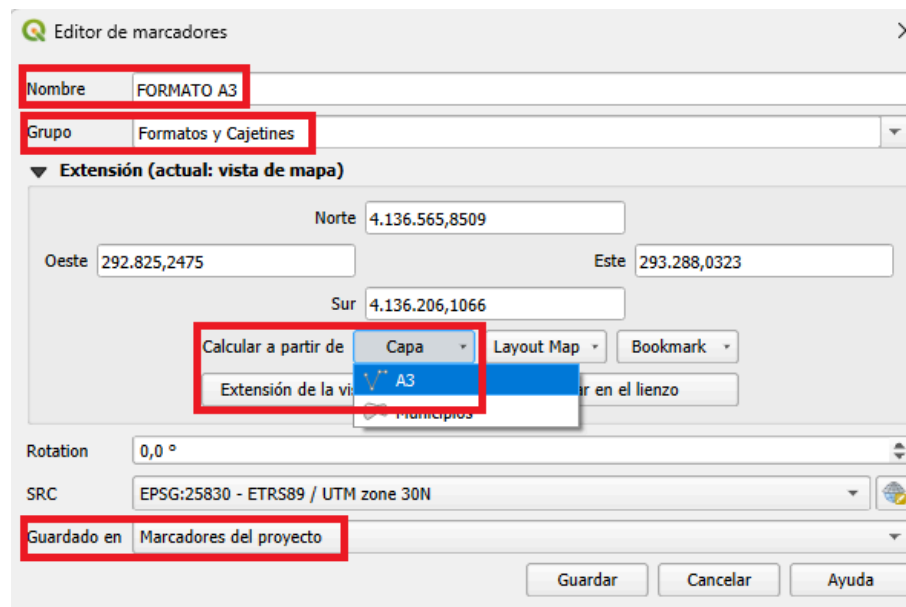 Editor de marcadores
Nombre FORMATO A3
Grupo Formatos y Cajetines
Extensión (actual: vista de mapa)
Norte 4.136.565,8509
Oeste 292.825,2475 Este 293.288,0323
Sur 4.136.206,1066
Calcular a partir de Capa Layout Map Bookmark
A3
Extensión de la vi ar en el lienzo
Municipios
Rotation 0,0 °
SRC EPSG:25830 - ETRS89 / UTM zone 30N
Guardado en Marcadores del proyecto
Guardar Cancelar Ayuda